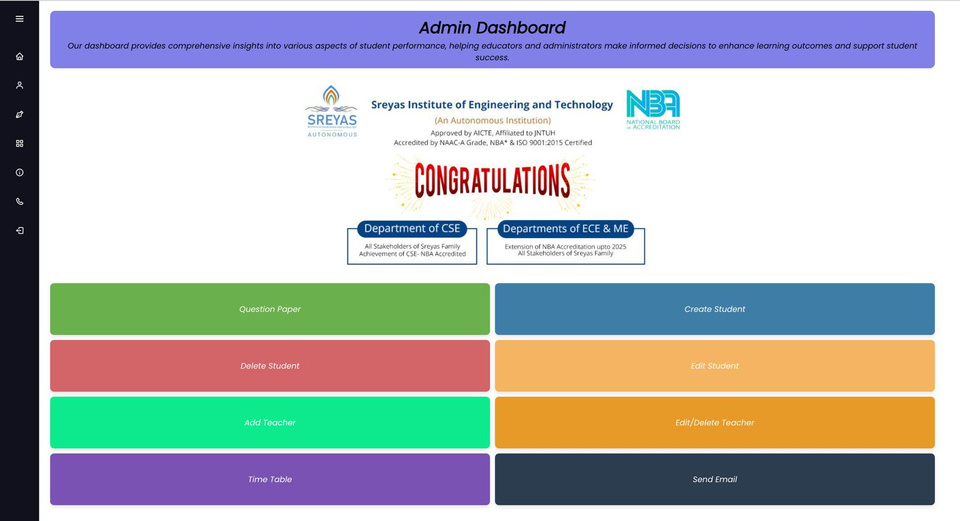 Admin Dashboard
Our dashboard provides comprehensive insights into various aspects of student performance, helping educators and administrators make informed decisions to enhance learning outcomes and support student
success.
SREYAS
AUTONOMOUS
Sreyas Institute of Engineering and Technology
(An Autonomous Institution)
Approved by AICTE, Affiliated to JNTUH
Accredited by NAAC-A Grade, NBA* & ISO 9001:2015 Certified
NBA
NATIONAL BOARD
of ACCREDITATION
CONGRATULATIONS
Department of CSE
All Stakeholders of Sreyas Family
Achievement of CSE- NBA Accredited
Departments of ECE & ME
Extension of NBA Accreditation upto 2025
All Stakeholders of Sreyas Family
Question Paper
Create Student
Delete Student
Edit Student
Add Teacher
Edit/Delete Teacher
Time Table
Send Email